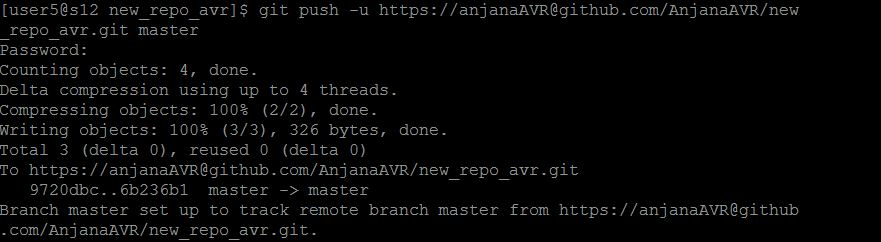 [user5@s12 new_repo_avr]$ git push -u https://anjanaAVR@github.com/AnjanaAVR/new
_repo_avr.git master
Password:
Counting objects: 4, done.
Delta compression using up to 4 threads.
Compressing objects: 100% (2/2), done.
Writing objects: 100% (3/3), 326 bytes, done.
Total 3 (delta 0), reused 0 (delta 0)
To https://anjanaAVR@github.com/AnjanaAVR/new_repo_avr.git
   9720dbc..6b236b1  master -> master
Branch master set up to track remote branch master from https://anjanaAVR@github
.com/AnjanaAVR/new_repo_avr.git.